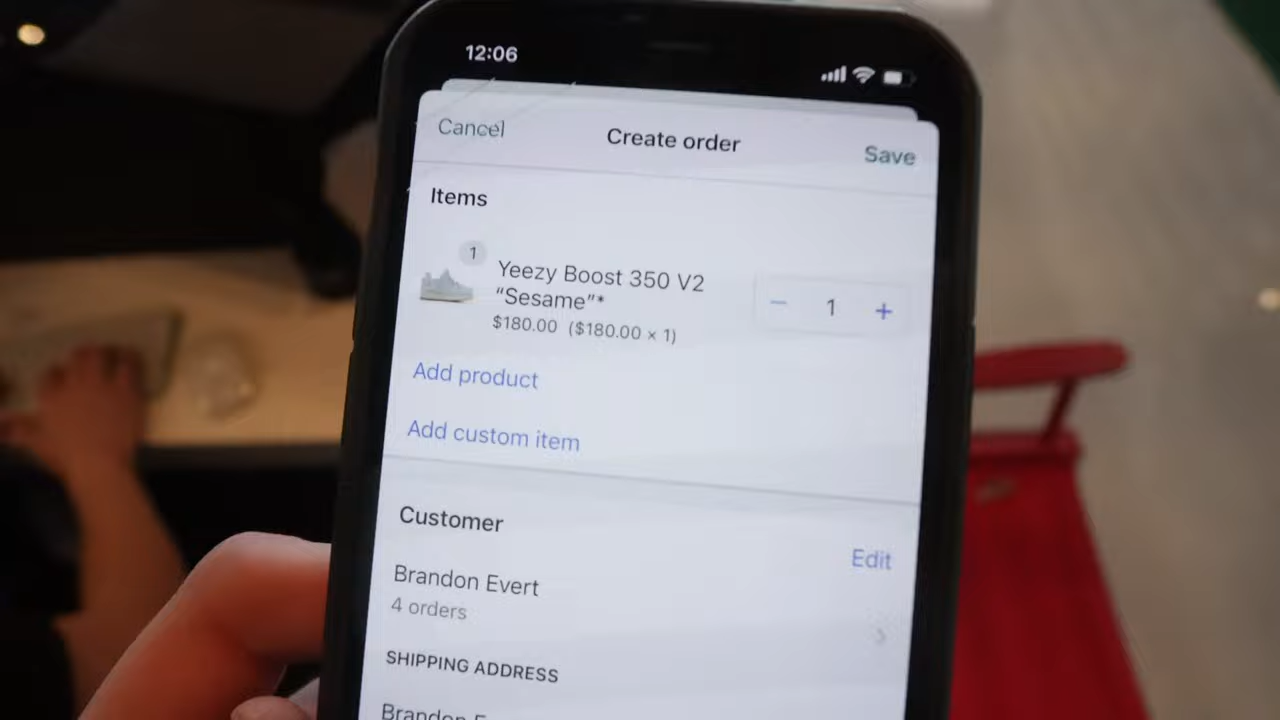 12:06
Cancel
Create order
Save
Items
1
Yeezy Boost 350 V2
“Sesame”*
$180.00 ($180.00 × 1)
− 1 +
Add product
Add custom item
Customer
Edit
Brandon Evert
4 orders
SHIPPING ADDRESS
Brandon